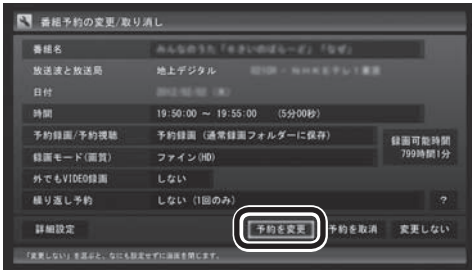 番組予約の変更/取り消し
番組名
放送波と放送局 地上デジタル
日付
時間 19:50:00 ～ 19:55:00 (5分00秒)
予約録画/予約視聴 予約録画 (通常録画フォルダーに保存)
録画可能時間
799時間1分
録画モード(画質) ファイン(HD)
外でもVIDEO録画 しない
繰り返し予約 しない (1回のみ) ?
詳細設定 予約を変更 予約を取消 変更しない
「変更しない」を選ぶと、なにも設定せずに画面を閉じます。